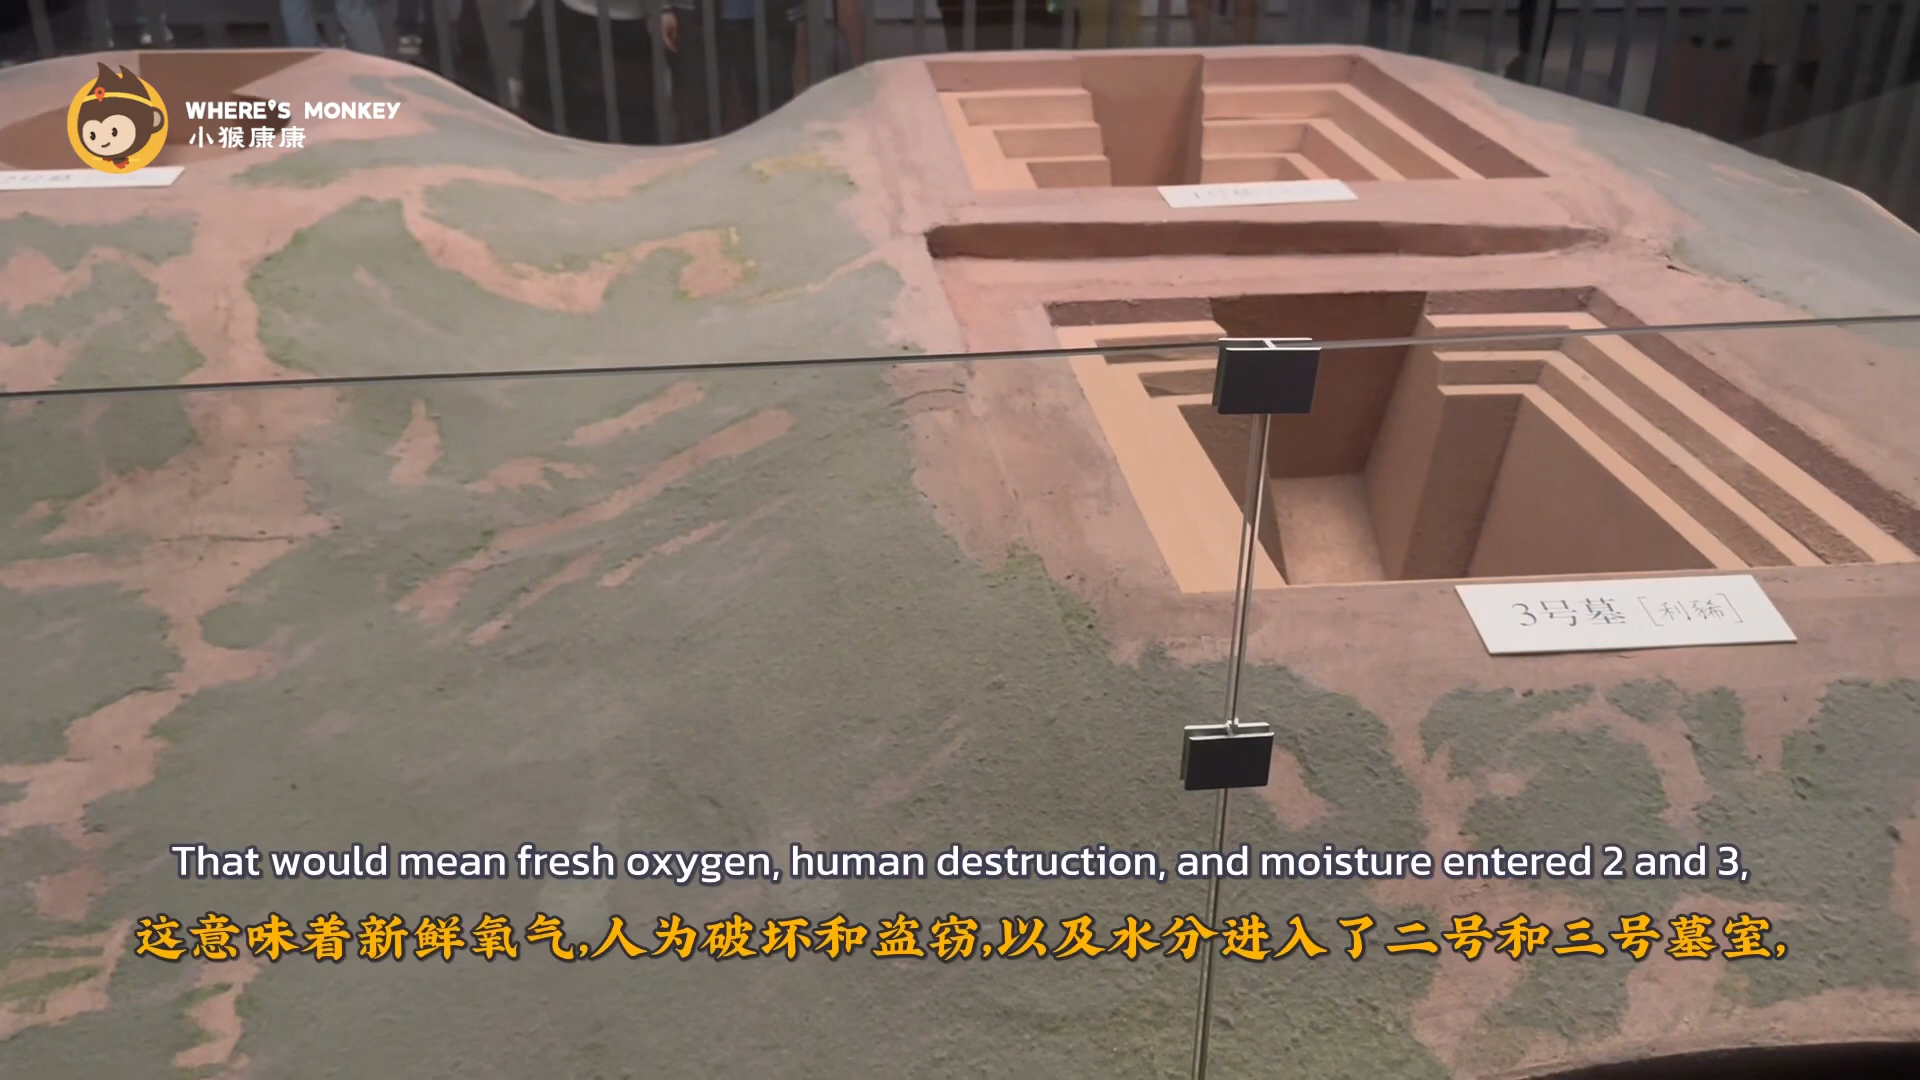 WHERE'S MONKEY
小猴康康
3号墓 [利豨]
That would mean fresh oxygen, human destruction, and moisture entered 2 and 3,
这意味着新鲜氧气,人为破坏和盗窃,以及水分进入了二号和三号墓室,